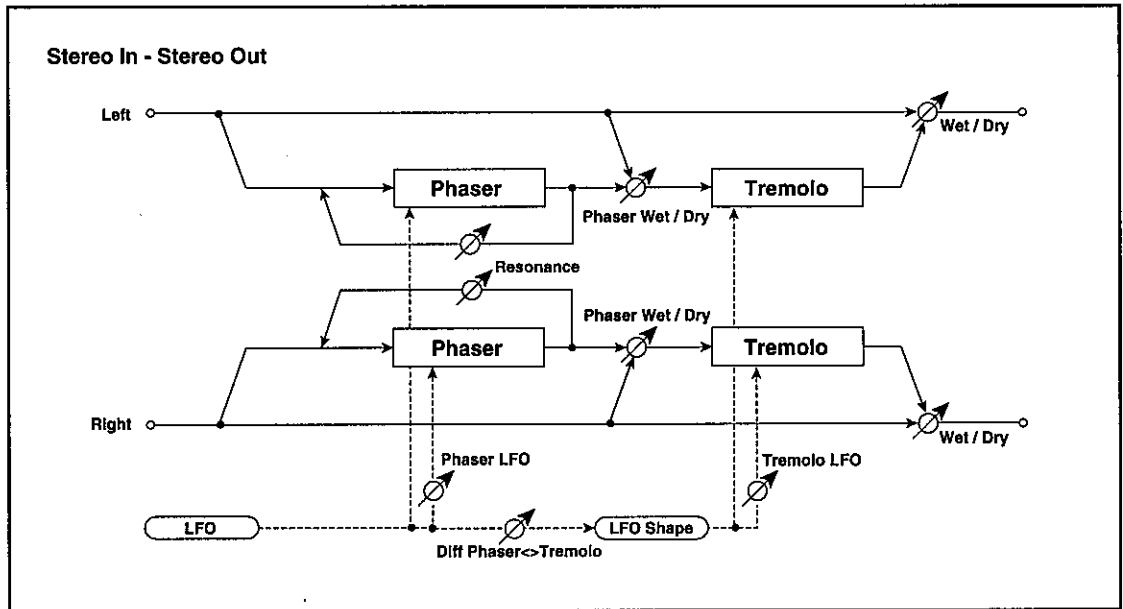 Stereo In - Stereo Out
Left
Wet / Dry
Phaser
Tremolo
Phaser Wet / Dry
Resonance
Phaser Wet / Dry
Phaser
Tremolo
Right
Wet / Dry
Phaser LFO
Tremolo LFO
LFO
LFO Shape
Diff Phaser<>Tremolo